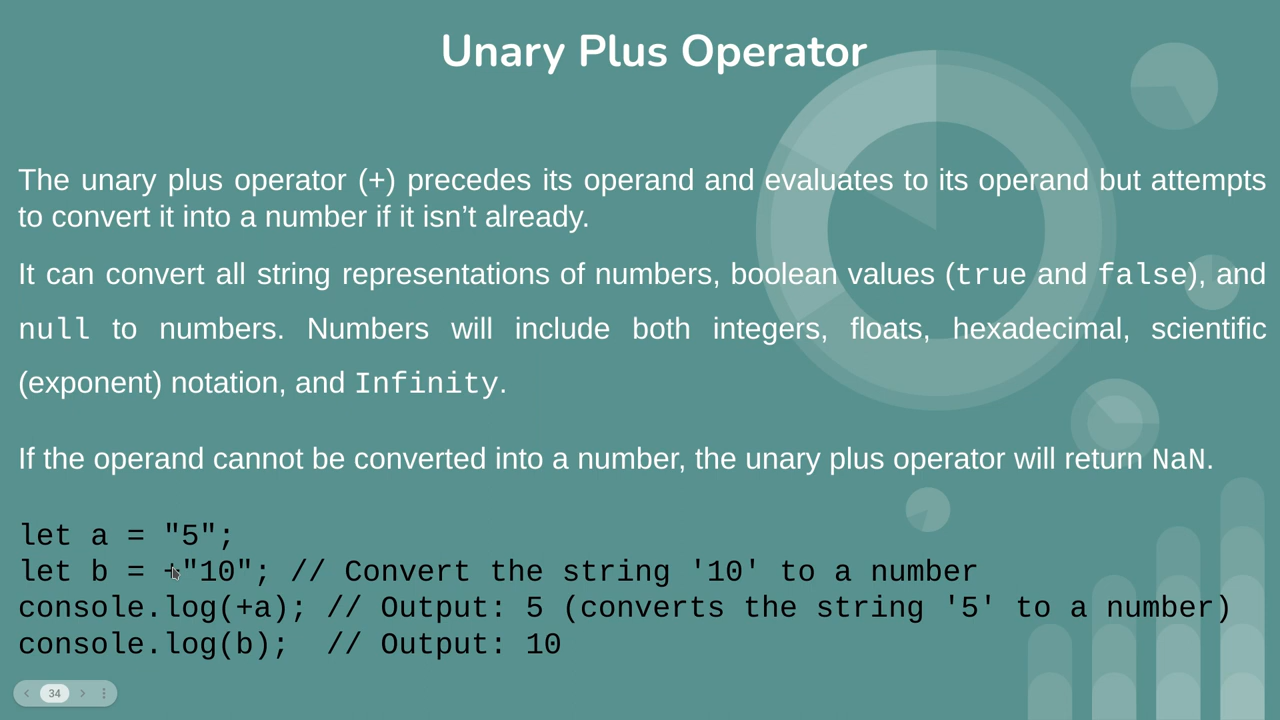 Unary Plus Operator
The unary plus operator (+) precedes its operand and evaluates to its operand but attempts
to convert it into a number if it isn’t already.
It can convert all string representations of numbers, boolean values (true and false), and
null to numbers. Numbers will include both integers, floats, hexadecimal, scientific
(exponent) notation, and Infinity.
If the operand cannot be converted into a number, the unary plus operator will return NaN.
let a = "5";
let b = +"10"; // Convert the string '10' to a number
console.log(+a); // Output: 5 (converts the string '5' to a number)
console.log(b);  // Output: 10
34